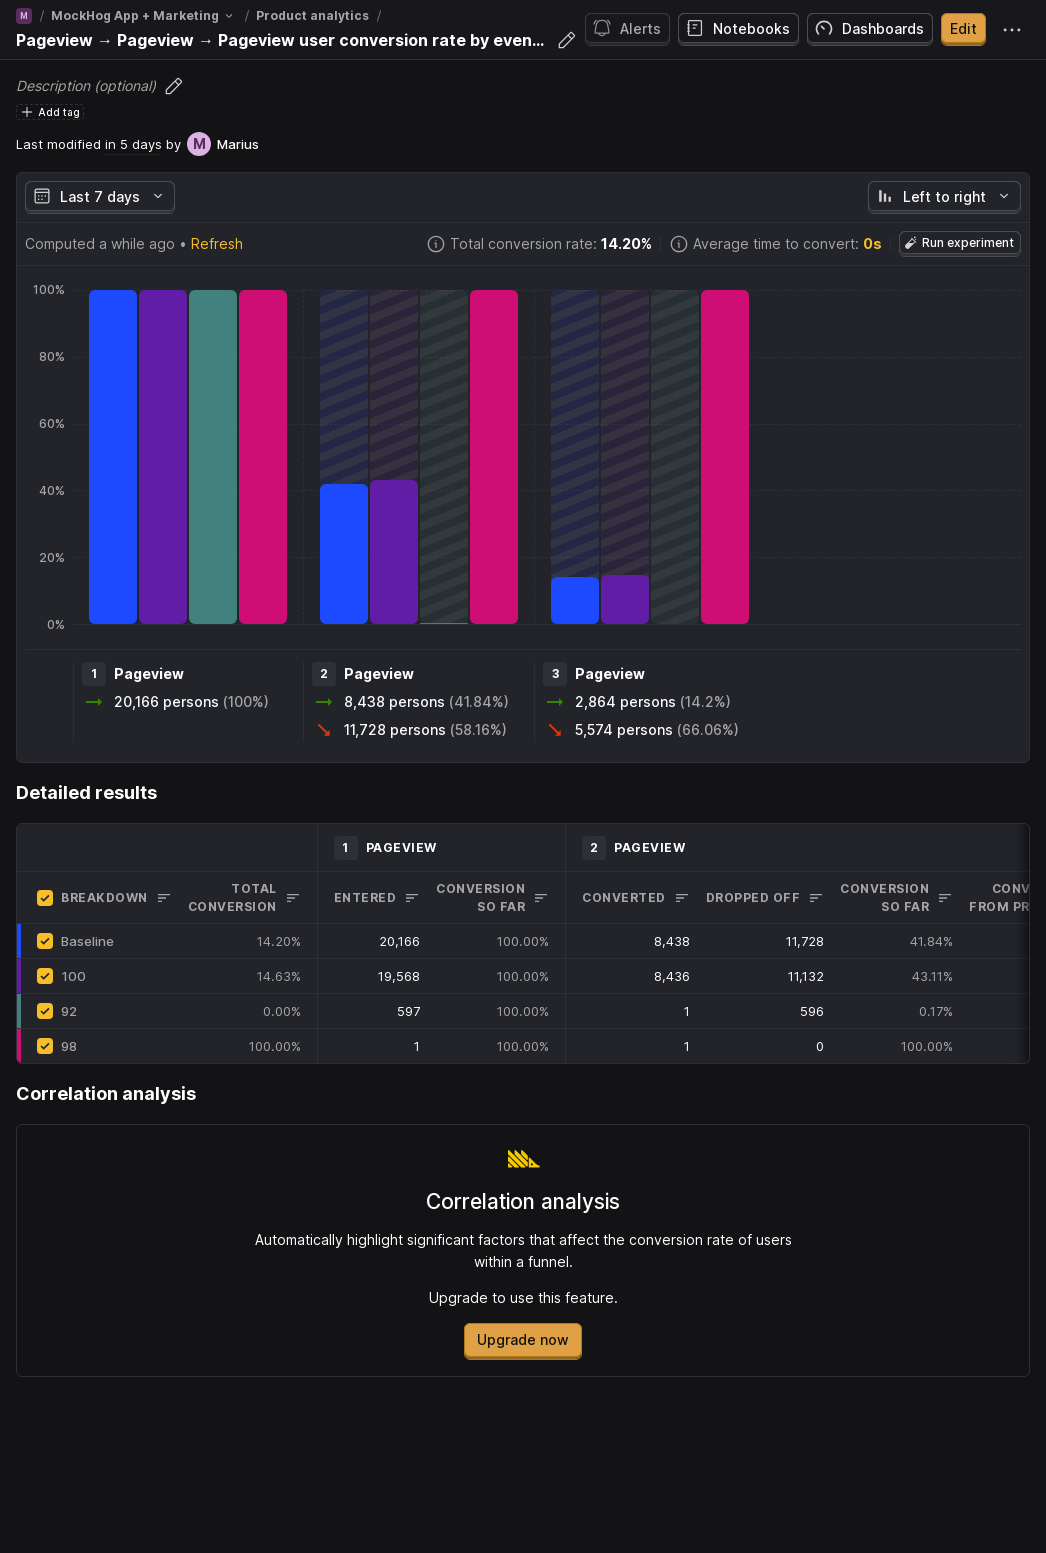 M / MockHog App + Marketing / Product analytics /
Pageview → Pageview → Pageview user conversion rate by even...
Alerts
Notebooks
Dashboards
Edit
Description (optional)
Add tag
Last modified in 5 days by M Marius
Last 7 days
Left to right
Computed a while ago • Refresh
Total conversion rate: 14.20%
Average time to convert: 0s
Run experiment
100%
80%
60%
40%
20%
0%
1 Pageview
20,166 persons (100%)
2 Pageview
8,438 persons (41.84%)
11,728 persons (58.16%)
3 Pageview
2,864 persons (14.2%)
5,574 persons (66.06%)
Detailed results
1 PAGEVIEW
2 PAGEVIEW
BREAKDOWN
TOTAL
CONVERSION
ENTERED
CONVERSION
SO FAR
CONVERTED
DROPPED OFF
CONVERSION
SO FAR
CONV
FROM PR
Baseline 14.20% 20,166 100.00% 8,438 11,728 41.84%
100 14.63% 19,568 100.00% 8,436 11,132 43.11%
92 0.00% 597 100.00% 1 596 0.17%
98 100.00% 1 100.00% 1 0 100.00%
Correlation analysis
Correlation analysis
Automatically highlight significant factors that affect the conversion rate of users
within a funnel.
Upgrade to use this feature.
Upgrade now